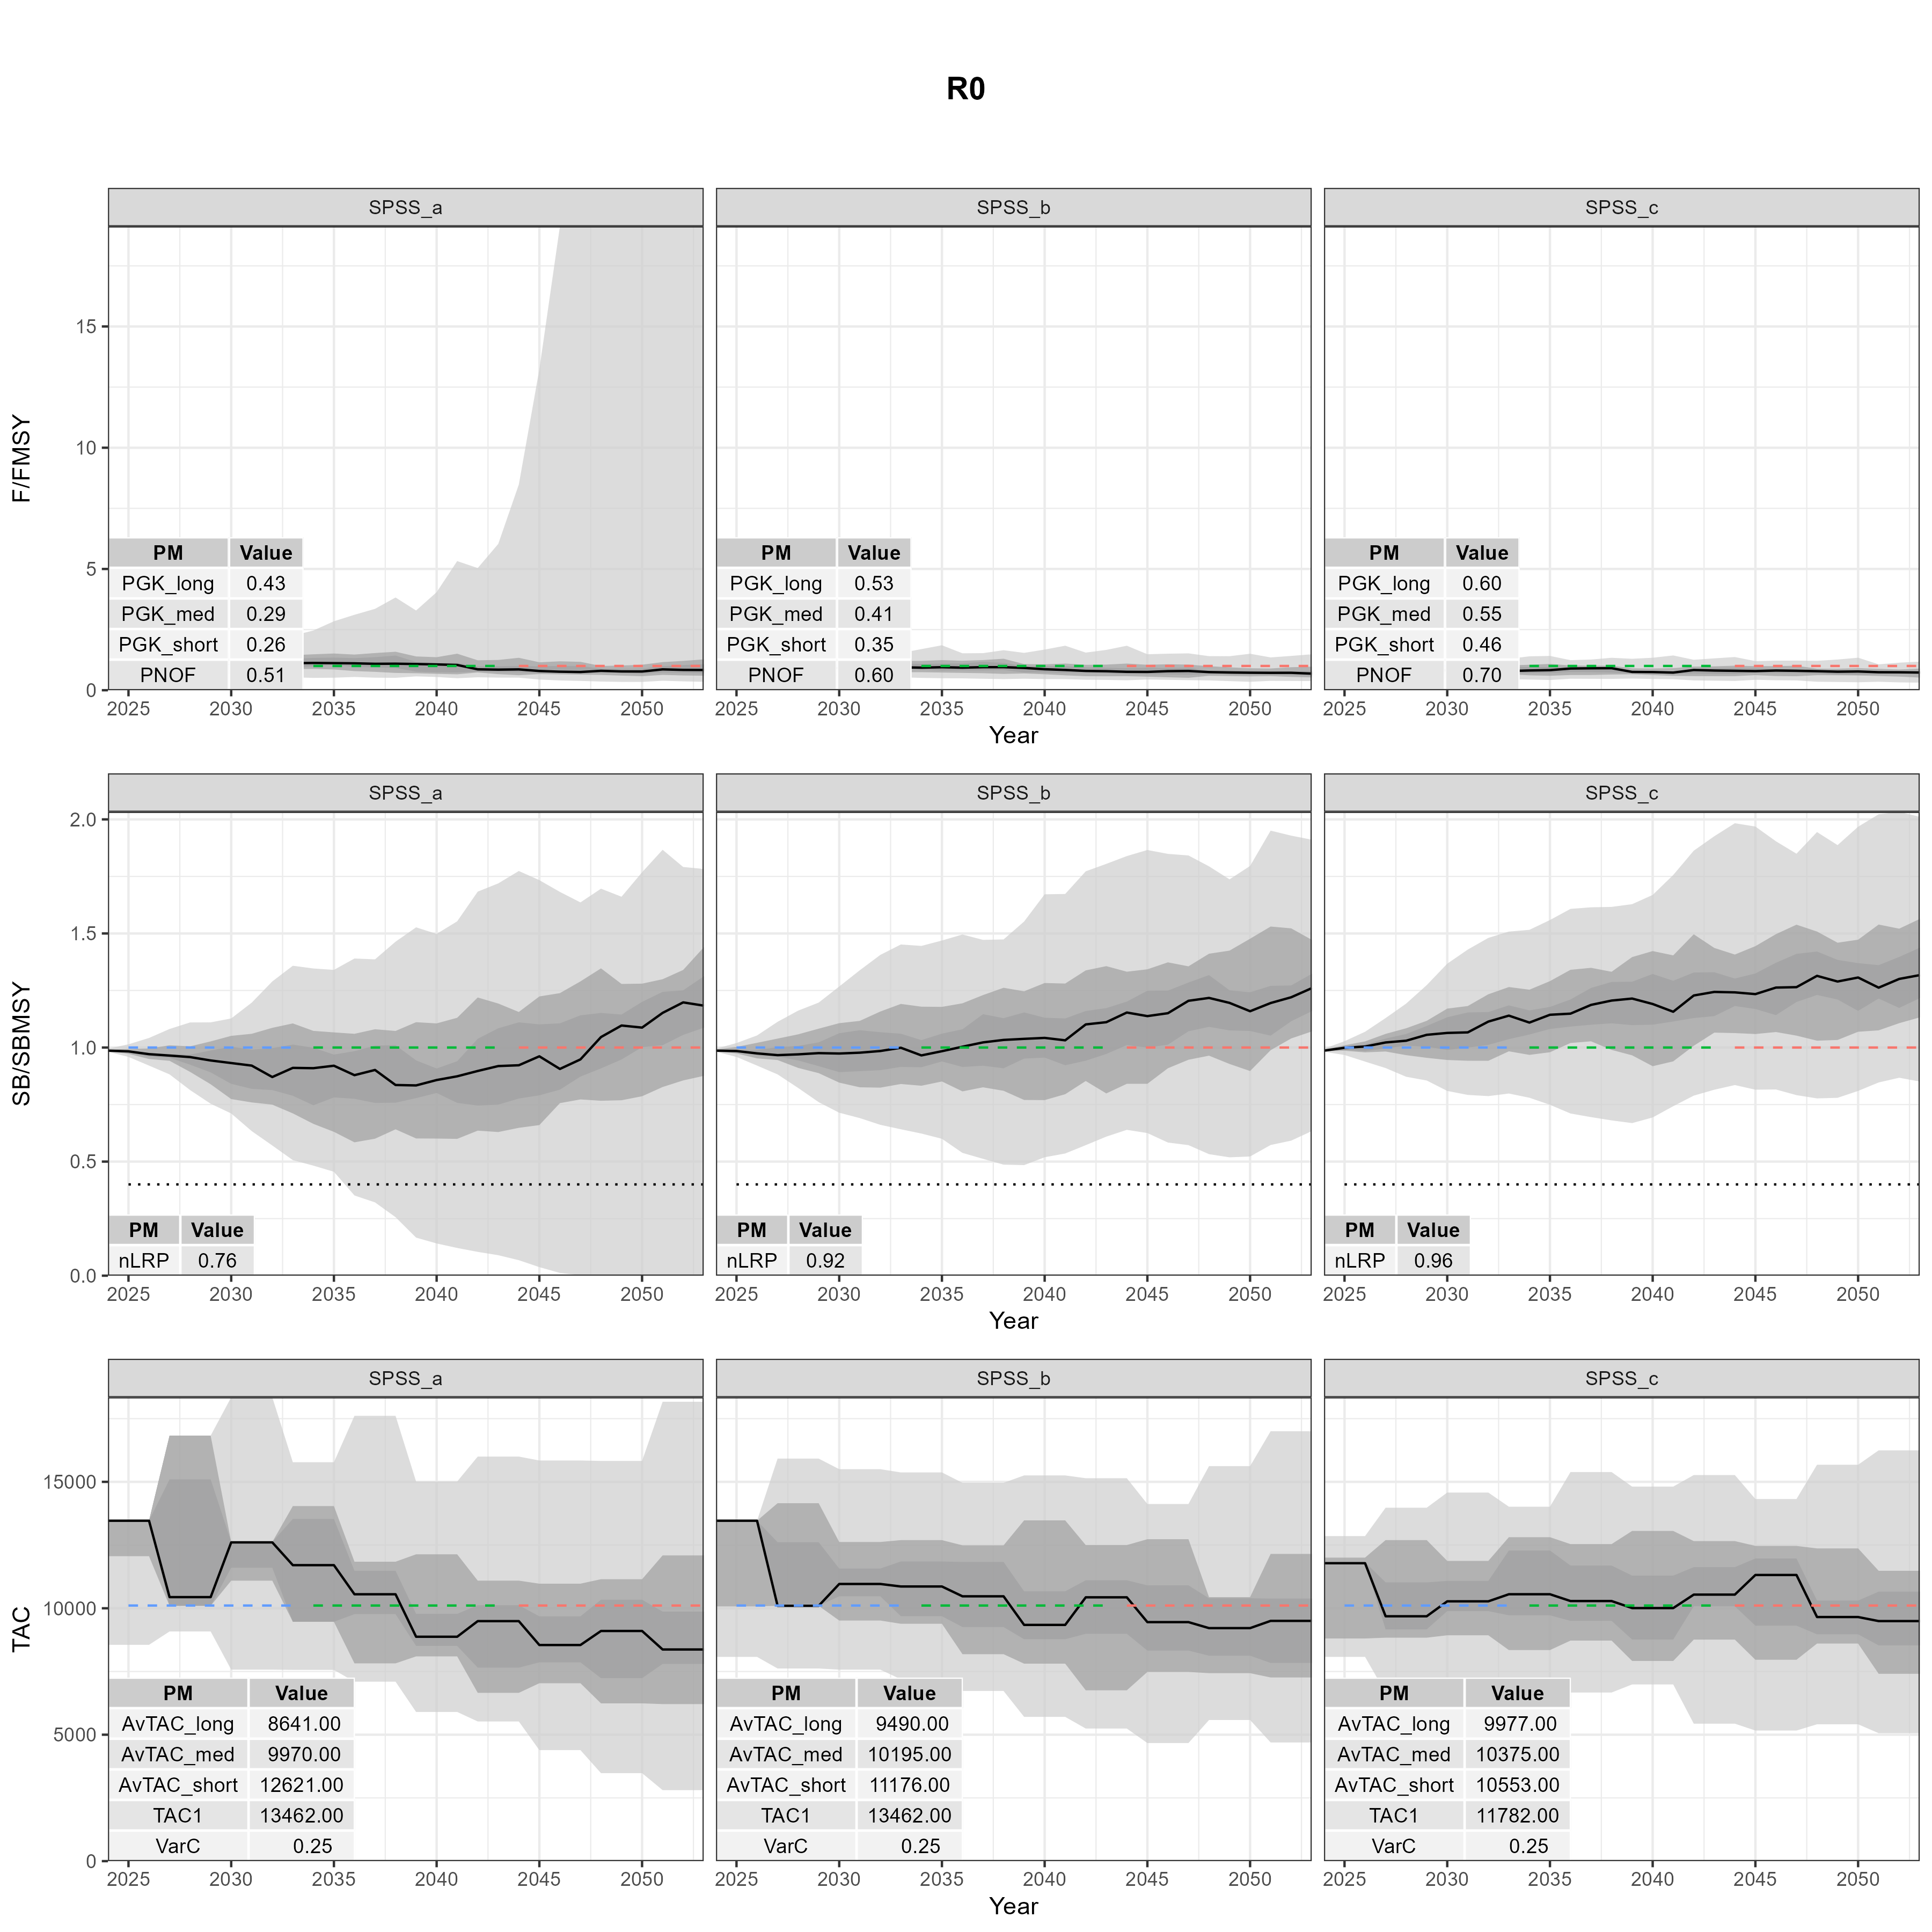 R0
SPSS_a SPSS_b SPSS_c
F/FMSY
15
10
5
0
PM Value PM Value PM Value
PGK_long 0.43 PGK_long 0.53 PGK_long 0.60
PGK_med 0.29 PGK_med 0.41 PGK_med 0.55
PGK_short 0.26 PGK_short 0.35 PGK_short 0.46
PNOF 0.51 PNOF 0.60 PNOF 0.70
2025 2030 2035 2040 2045 2050 2025 2030 2035 2040 2045 2050 2025 2030 2035 2040 2045 2050
Year
SPSS_a SPSS_b SPSS_c
SB/SBMSY
2.0
1.5
1.0
0.5
0.0
PM Value PM Value PM Value
nLRP 0.76 nLRP 0.92 nLRP 0.96
2025 2030 2035 2040 2045 2050 2025 2030 2035 2040 2045 2050 2025 2030 2035 2040 2045 2050
Year
SPSS_a SPSS_b SPSS_c
TAC
15000
10000
5000
0
PM Value PM Value PM Value
AvTAC_long 8641.00 AvTAC_long 9490.00 AvTAC_long 9977.00
AvTAC_med 9970.00 AvTAC_med 10195.00 AvTAC_med 10375.00
AvTAC_short 12621.00 AvTAC_short 11176.00 AvTAC_short 10553.00
TAC1 13462.00 TAC1 13462.00 TAC1 11782.00
VarC 0.25 VarC 0.25 VarC 0.25
2025 2030 2035 2040 2045 2050 2025 2030 2035 2040 2045 2050 2025 2030 2035 2040 2045 2050
Year